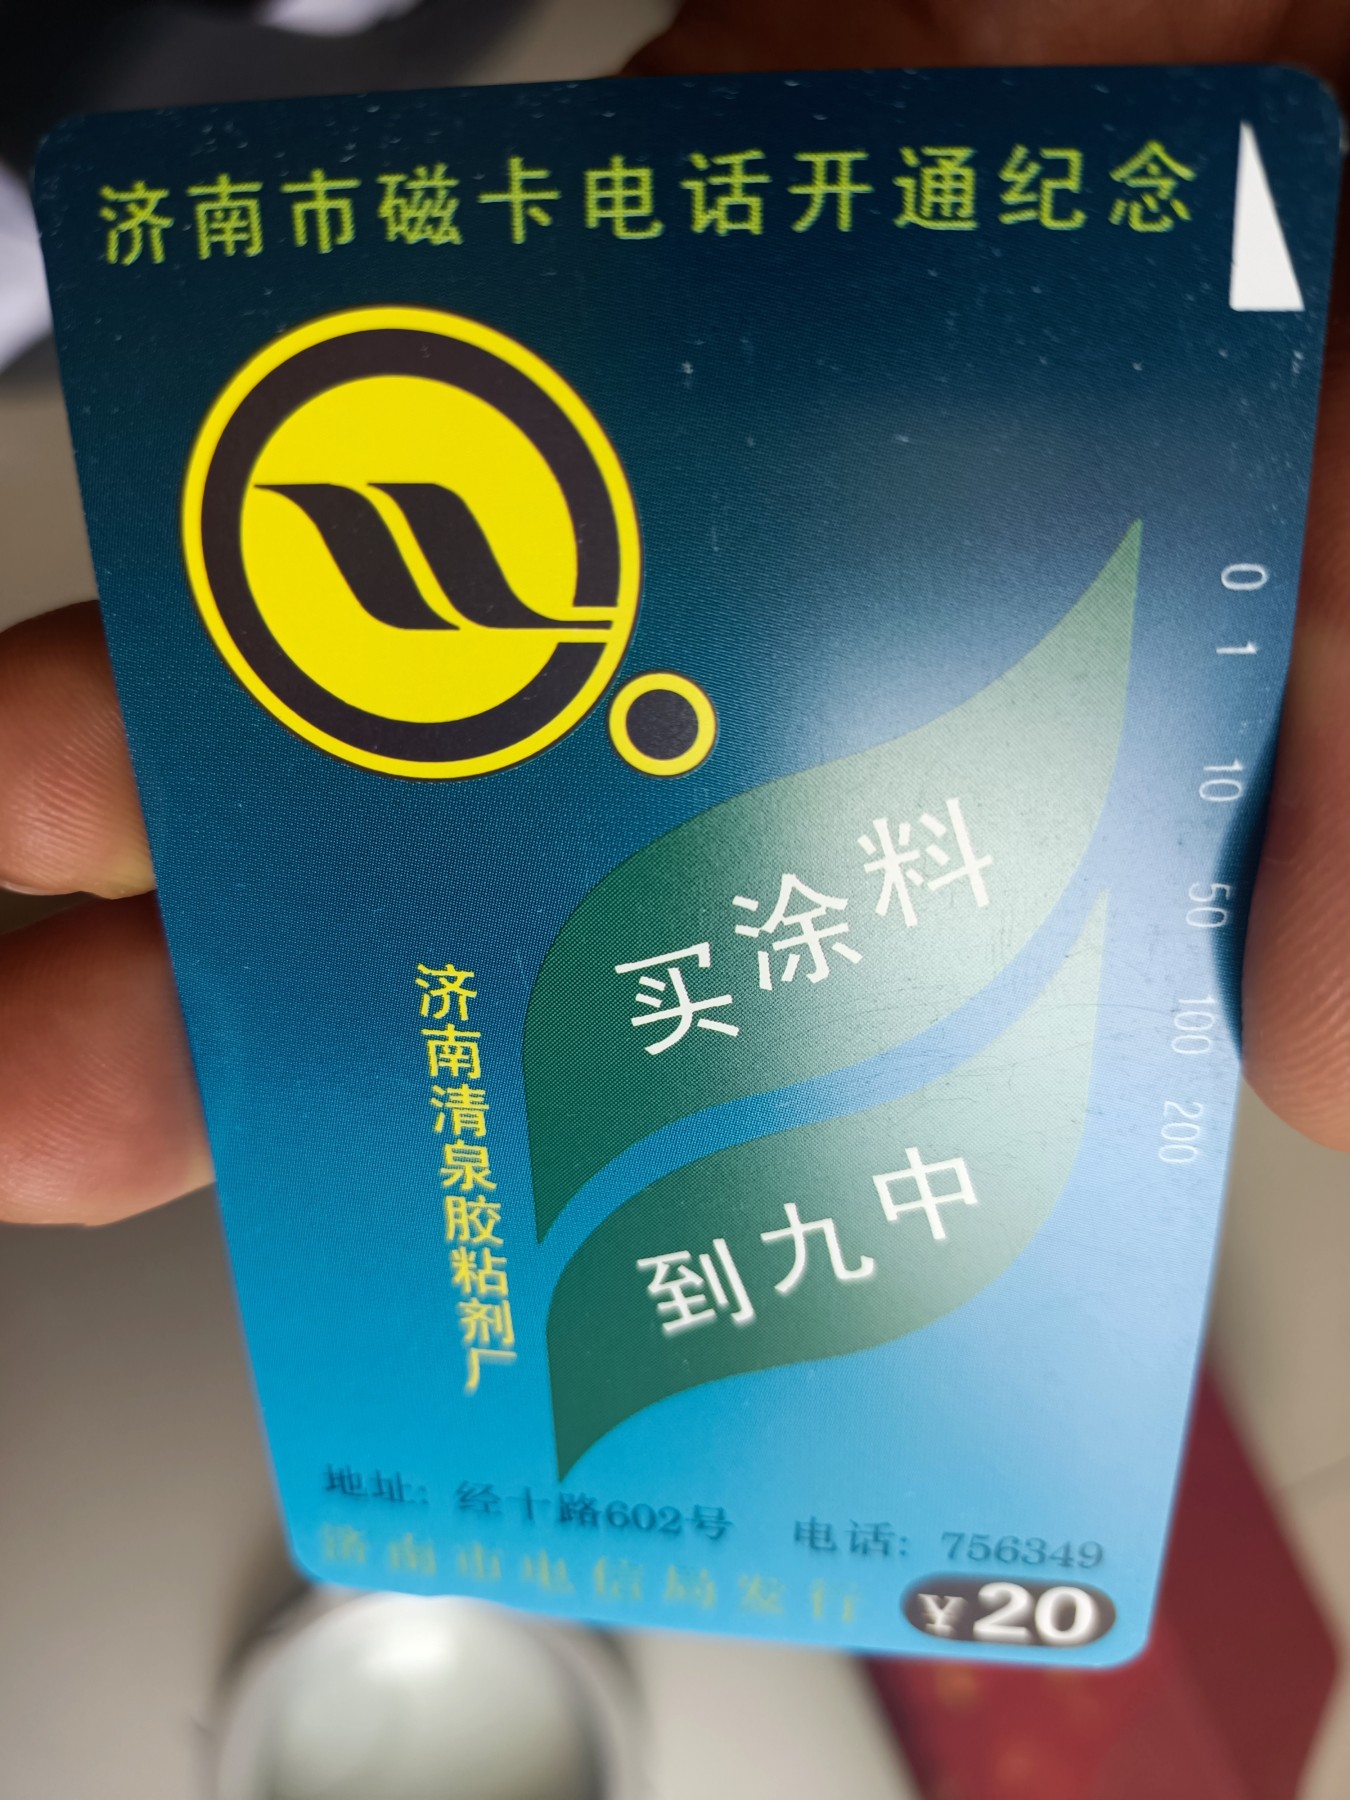 济南市磁卡电话开通纪念
0 1 10 50 100 200
买涂料
到九中
济南清泉胶粘剂厂
地址: 经十路602号 电话: 756349
济南市电信局发行
¥20